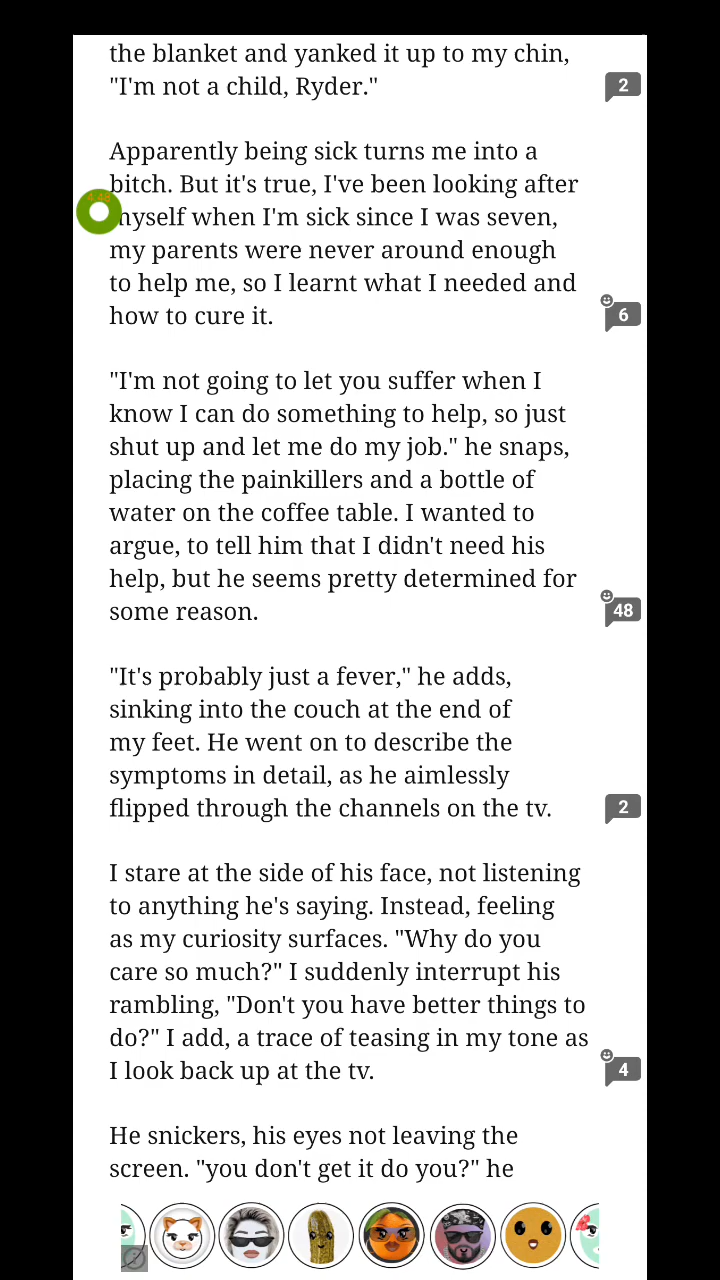 the blanket and yanked it up to my chin,
"I'm not a child, Ryder."
2
Apparently being sick turns me into a
bitch. But it's true, I've been looking after
myself when I'm sick since I was seven,
my parents were never around enough
to help me, so I learnt what I needed and
how to cure it.
6
"I'm not going to let you suffer when I
know I can do something to help, so just
shut up and let me do my job." he snaps,
placing the painkillers and a bottle of
water on the coffee table. I wanted to
argue, to tell him that I didn't need his
help, but he seems pretty determined for
some reason.
48
"It's probably just a fever," he adds,
sinking into the couch at the end of
my feet. He went on to describe the
symptoms in detail, as he aimlessly
flipped through the channels on the tv.
2
I stare at the side of his face, not listening
to anything he's saying. Instead, feeling
as my curiosity surfaces. "Why do you
care so much?" I suddenly interrupt his
rambling, "Don't you have better things to
do?" I add, a trace of teasing in my tone as
I look back up at the tv.
4
He snickers, his eyes not leaving the
screen. "you don't get it do you?" he